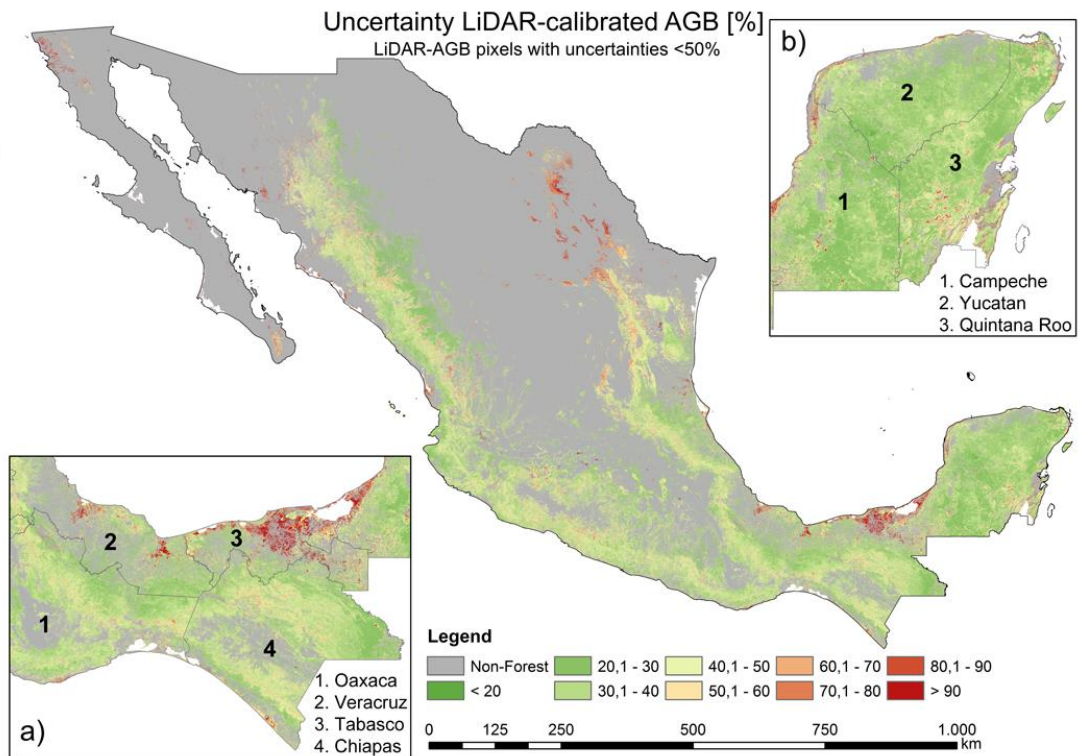 Uncertainty LiDAR-calibrated AGB [%]
LiDAR-AGB pixels with uncertainties <50%
b)
2
3
1
1. Campeche
2. Yucatan
3. Quintana Roo
2
3
1
4
1. Oaxaca
2. Veracruz
3. Tabasco
4. Chiapas
a)
Legend
Non-Forest
20,1 - 30
40,1 - 50
60,1 - 70
80,1 - 90
< 20
30,1 - 40
50,1 - 60
70,1 - 80
> 90
0 125 250 500 750 1.000
km